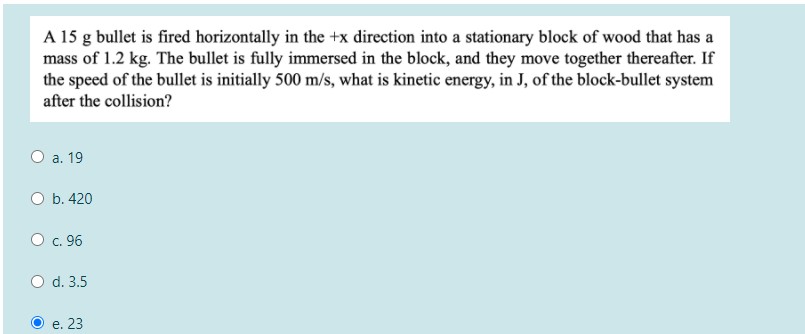 A 15 g bullet is fired horizontally in the +x direction into a stationary block of wood that has a
mass of 1.2 kg. The bullet is fully immersed in the block, and they move together thereafter. If
the speed of the bullet is initially 500 m/s, what is kinetic energy, in J, of the block-bullet system
after the collision?
a. 19
b. 420
c. 96
d. 3.5
e. 23